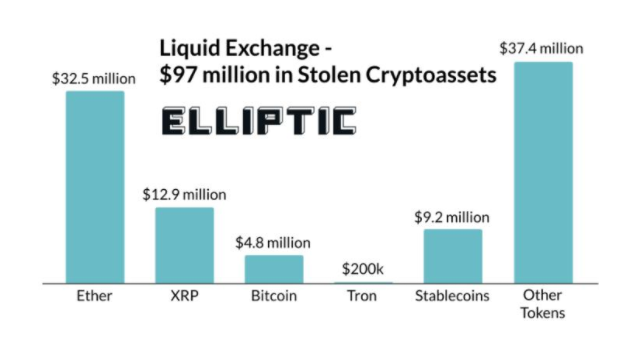 Liquid Exchange -
$97 million in Stolen Cryptoassets
ELLIPTIC
$32.5 million
$12.9 million
$4.8 million
$200k
$9.2 million
$37.4 million
Ether
XRP
Bitcoin
Tron
Stablecoins
Other
Tokens